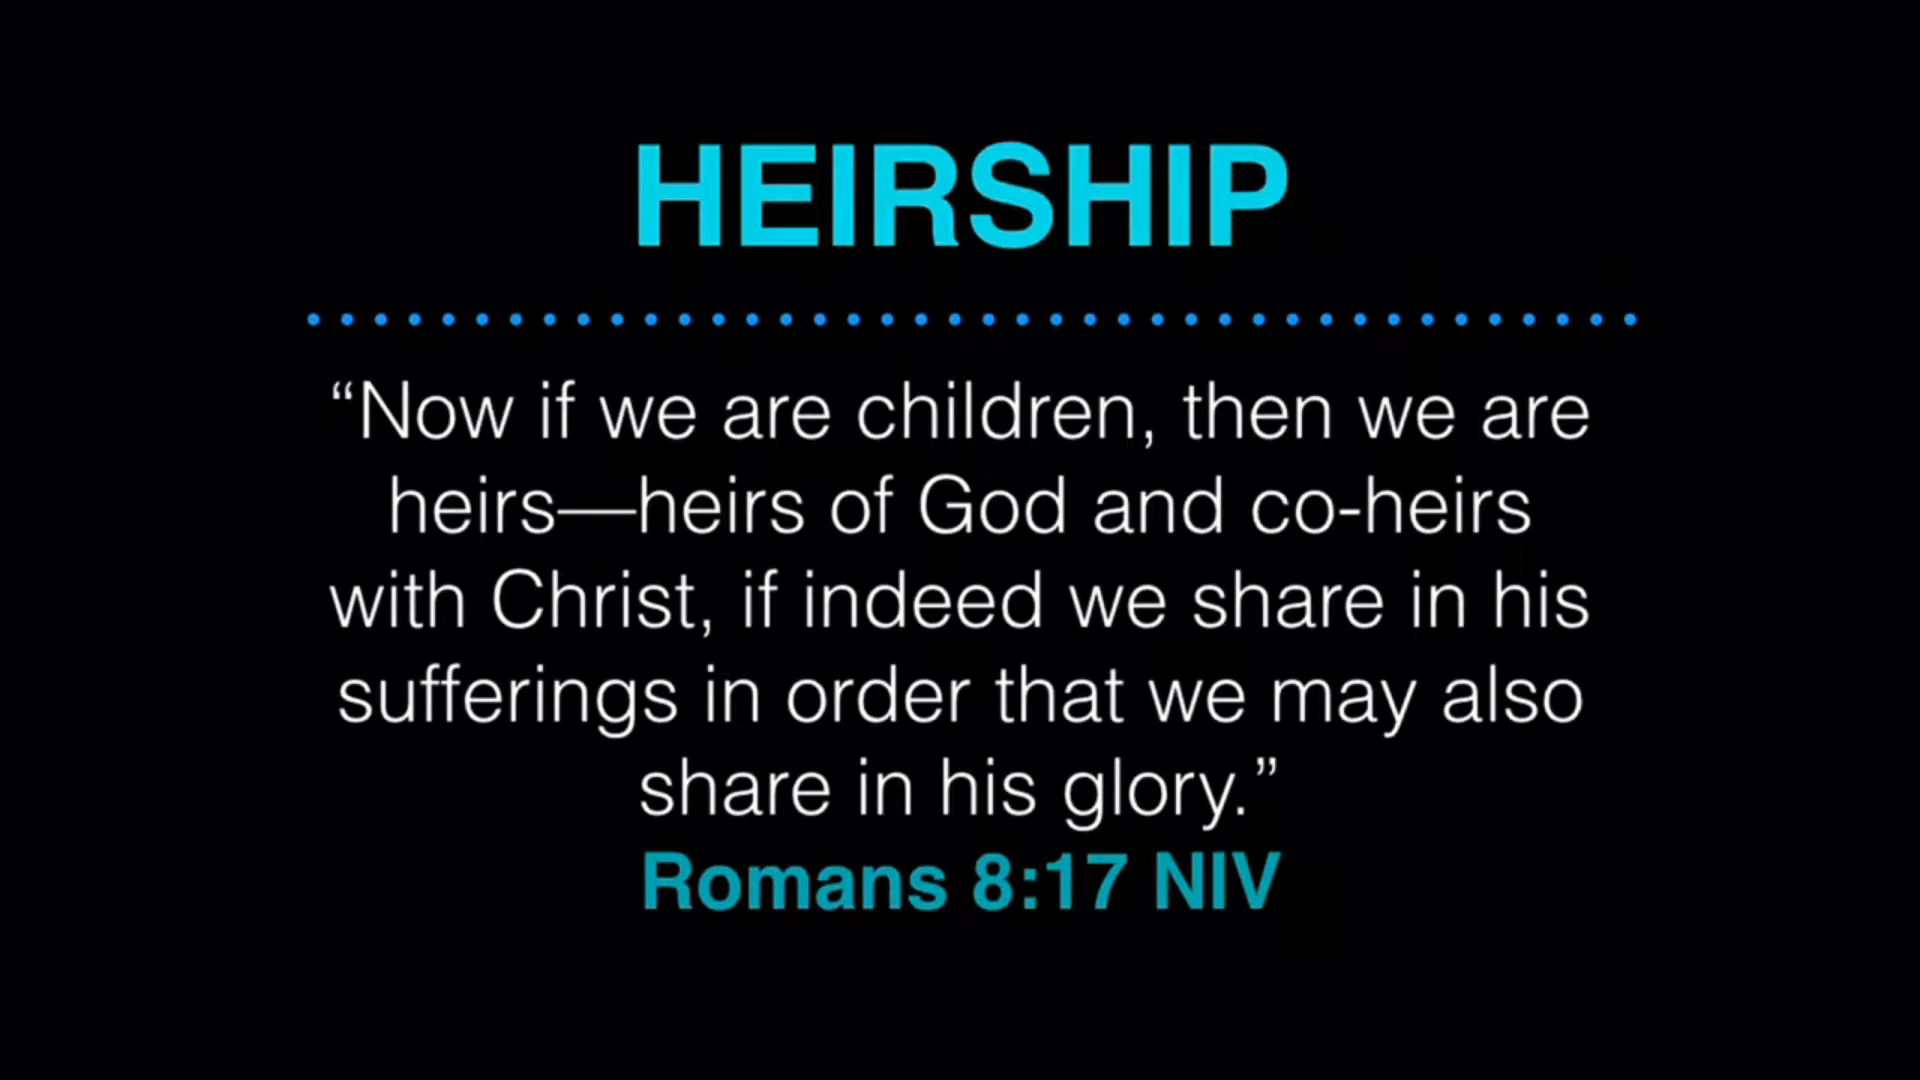 HEIRSHIP
“Now if we are children, then we are
heirs—heirs of God and co-heirs
with Christ, if indeed we share in his
sufferings in order that we may also
share in his glory.”
Romans 8:17 NIV